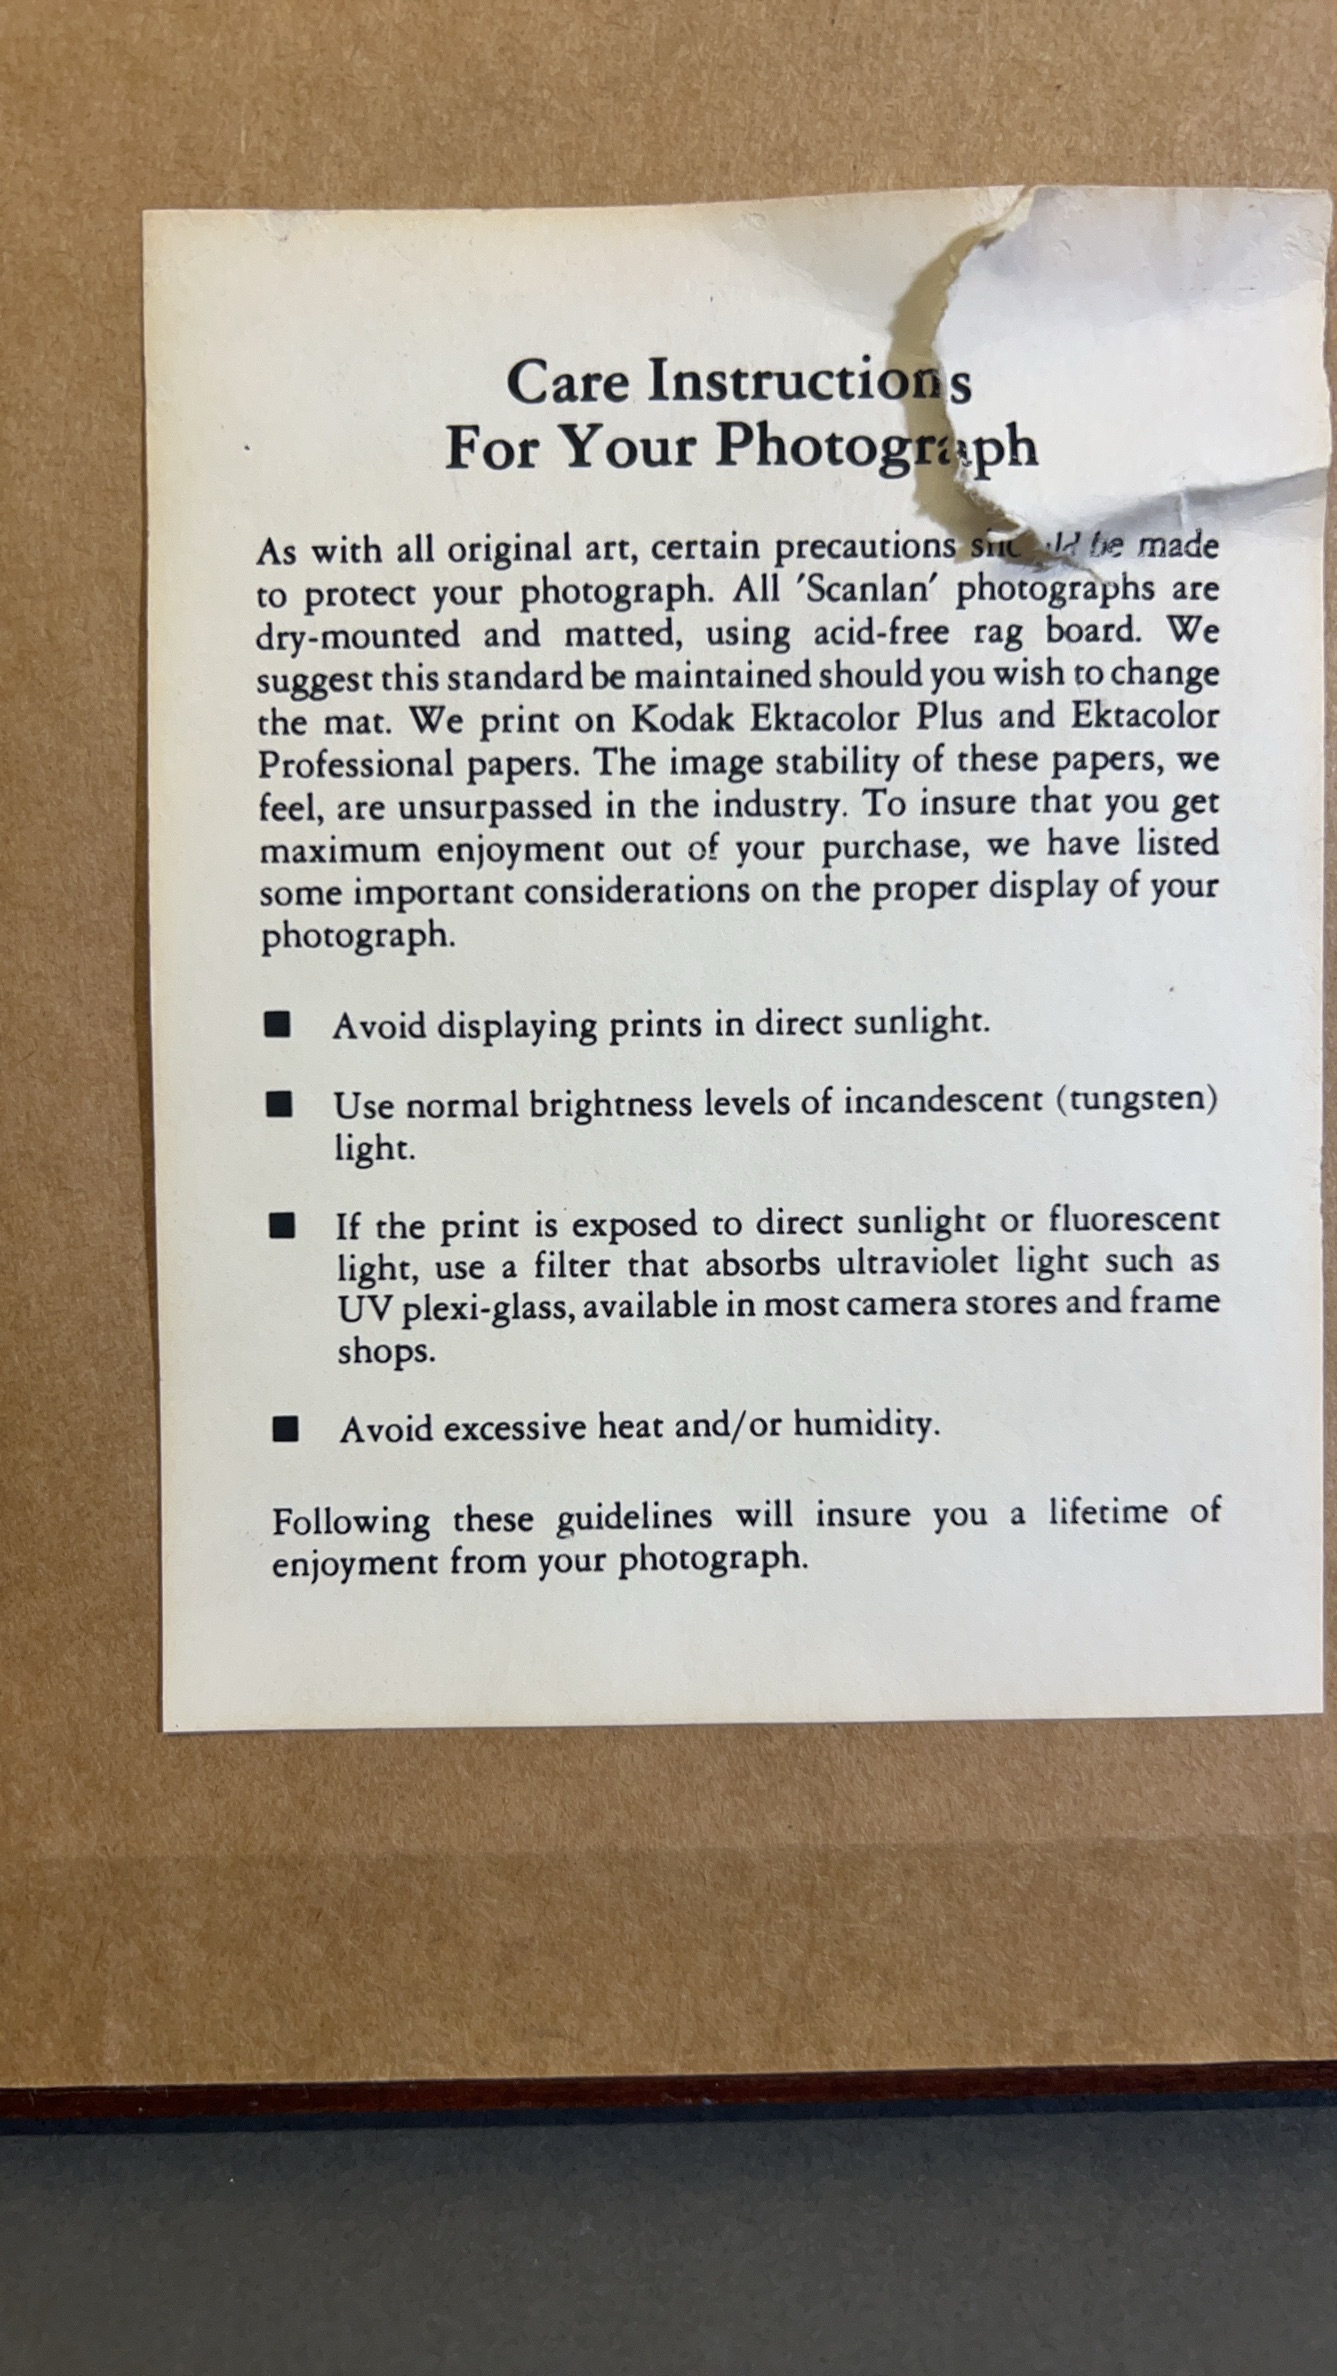 Care Instructions
For Your Photograph
As with all original art, certain precautions should be made
to protect your photograph. All 'Scanlan' photographs are
dry-mounted and matted, using acid-free rag board. We
suggest this standard be maintained should you wish to change
the mat. We print on Kodak Ektacolor Plus and Ektacolor
Professional papers. The image stability of these papers, we
feel, are unsurpassed in the industry. To insure that you get
maximum enjoyment out of your purchase, we have listed
some important considerations on the proper display of your
photograph.
■ Avoid displaying prints in direct sunlight.
■ Use normal brightness levels of incandescent (tungsten)
light.
■ If the print is exposed to direct sunlight or fluorescent
light, use a filter that absorbs ultraviolet light such as
UV plexi-glass, available in most camera stores and frame
shops.
■ Avoid excessive heat and/or humidity.
Following these guidelines will insure you a lifetime of
enjoyment from your photograph.